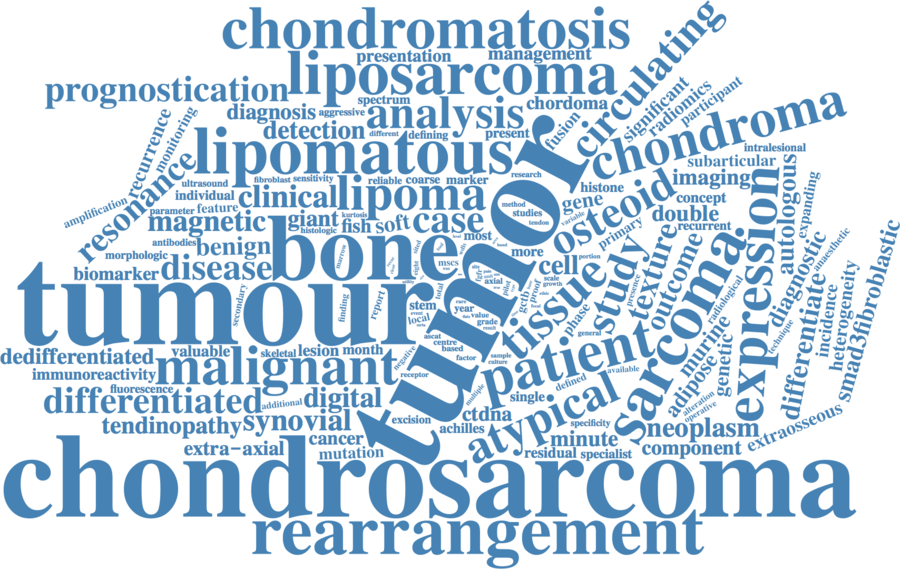 chondromatosis
circulating
presentation
management
liposarcoma
prognostication
spectrum
significant
radiomics
participant
diagnosis
aggressive
analysis
chordoma
fusion
chondroma
detection
different
defining
present
recurrence
monitoring
lipomatous
tumor
research
intralesional
subarticular
imaging
resonance
ultrasound
fibroblast
sensitivity
reliable
coarse
marker
histone
individual
clinical
lipoma
method
studies
gene
osteoid
concept
autologous
expanding
amplification
parameter
feature
magnetic
giant
kurtosis
histologic
fish
soft
case
tendon
variable
double
primary
recurrent
antibodies
morphologic
benign
bone
marrow
most
more
mscs
cell
portion
study
texture
outcome
expression
diagnostic
anaesthetic
biomarker
disease
axial
scale
growth
tissue
presence
sarcoma
radiological
differentiate
incidence
heterogeneity
smad3fibroblastic
tumour
secondary
finding
report
stem
local
total
year
value
grade
result
proof
gctb
phase
general
technique
dedifferentiated
valuable
skeletal
lesion
month
negative
centre
based
factor
sample
culture
patient
murine
genetic
immunoreactivity
malignant
receptor
multiple
defined
available
adipose
alteration
operative
fluorescence
differentiated
additional
digital
single
atypical
tendinopathy
synovial
excision
ctdna
achilles
specificity
neoplasm
extraosseous
extra-axial
cancer
mutation
minute
residual
specialist
component
chondrosarcoma
rearrangement